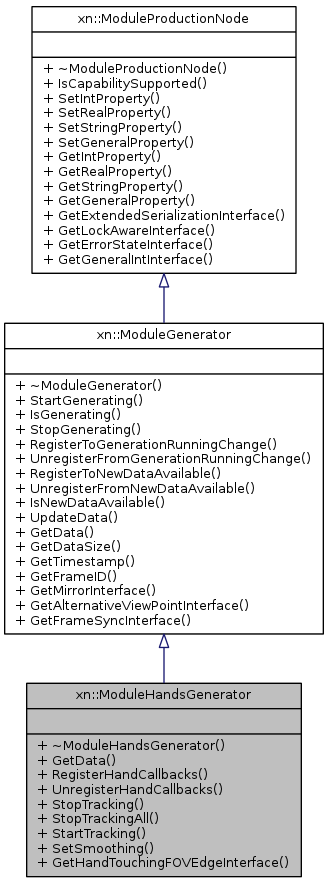 xn::ModuleProductionNode
+ ~ModuleProductionNode()
+ IsCapabilitySupported()
+ SetIntProperty()
+ SetRealProperty()
+ SetStringProperty()
+ SetGeneralProperty()
+ GetIntProperty()
+ GetRealProperty()
+ GetStringProperty()
+ GetGeneralProperty()
+ GetExtendedSerializationInterface()
+ GetLockAwareInterface()
+ GetErrorStateInterface()
+ GetGeneralIntInterface()
xn::ModuleGenerator
+ ~ModuleGenerator()
+ StartGenerating()
+ IsGenerating()
+ StopGenerating()
+ RegisterToGenerationRunningChange()
+ UnregisterFromGenerationRunningChange()
+ RegisterToNewDataAvailable()
+ UnregisterFromNewDataAvailable()
+ IsNewDataAvailable()
+ UpdateData()
+ GetData()
+ GetDataSize()
+ GetTimestamp()
+ GetFrameID()
+ GetMirrorInterface()
+ GetAlternativeViewPointInterface()
+ GetFrameSyncInterface()
xn::ModuleHandsGenerator
+ ~ModuleHandsGenerator()
+ GetData()
+ RegisterHandCallbacks()
+ UnregisterHandCallbacks()
+ StopTracking()
+ StopTrackingAll()
+ StartTracking()
+ SetSmoothing()
+ GetHandTouchingFOVEdgeInterface()